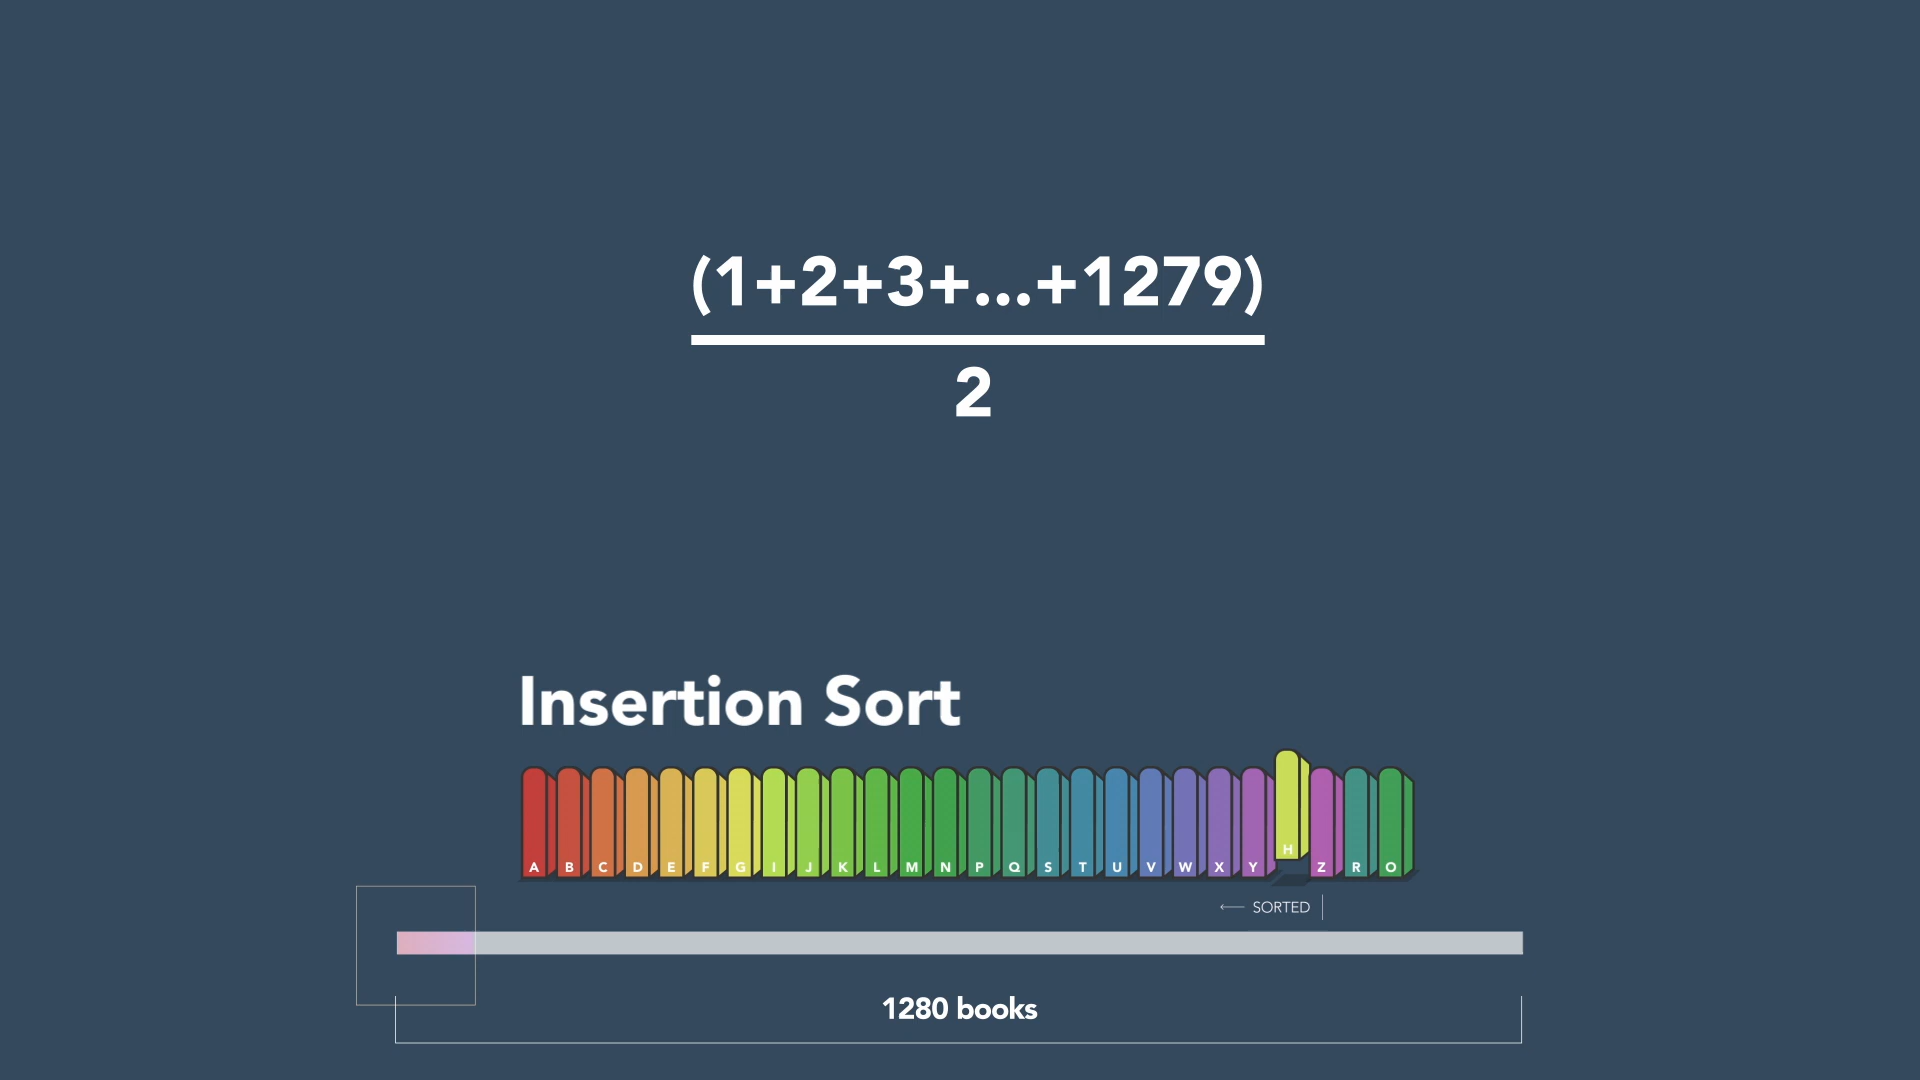 (1+2+3+...+1279)
2
Insertion Sort
A B C D E F G I J K L M N P Q S T U V W X Y H Z R O
← SORTED
1280 books